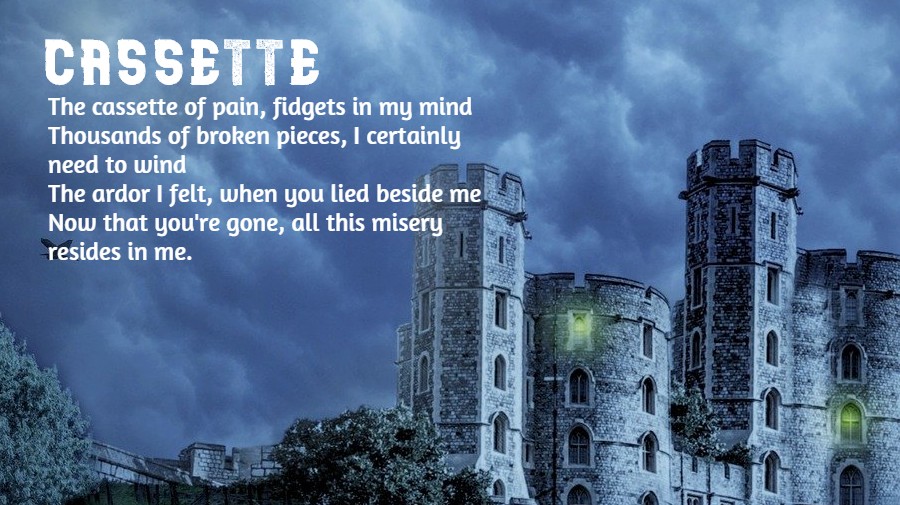 CASSETTE
The cassette of pain, fidgets in my mind
Thousands of broken pieces, I certainly
need to wind
The ardor I felt, when you lied beside me
Now that you're gone, all this misery
resides in me.